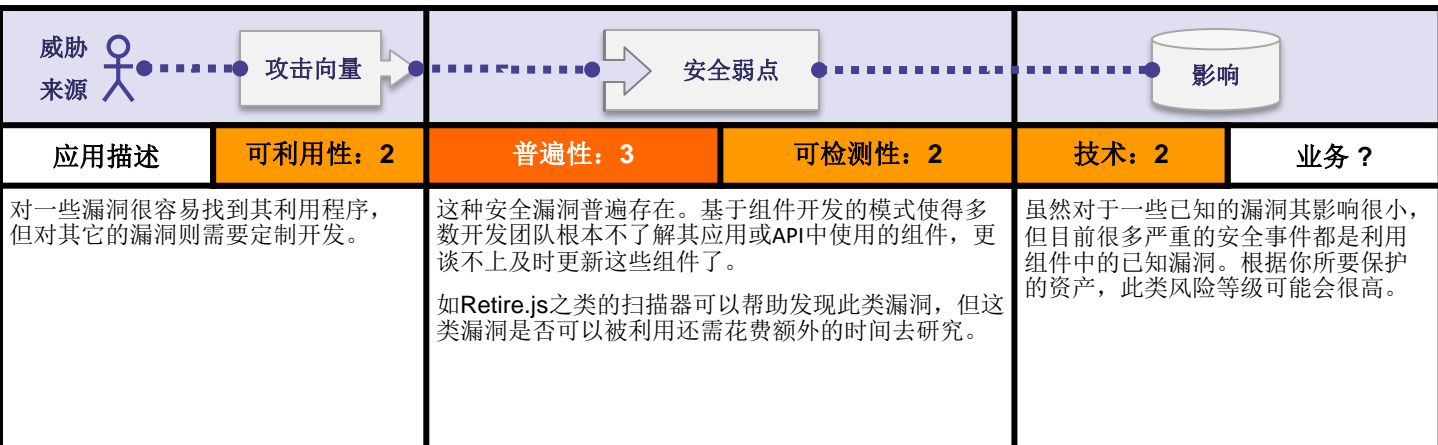 威胁
来源
攻击向量
安全弱点
影响
应用描述
可利用性：2
普遍性：3
可检测性：2
技术：2
业务 ?
对一些漏洞很容易找到其利用程序，
但对其它的漏洞则需要定制开发。
这种安全漏洞普遍存在。基于组件开发的模式使得多
数开发团队根本不了解其应用或API中使用的组件，更
谈不上及时更新这些组件了。
如Retire.js之类的扫描器可以帮助发现此类漏洞，但这
类漏洞是否可以被利用还需花费额外的时间去研究。
虽然对于一些已知的漏洞其影响很小，
但目前很多严重的安全事件都是利用
组件中的已知漏洞。根据你所要保护
的资产，此类风险等级可能会很高。